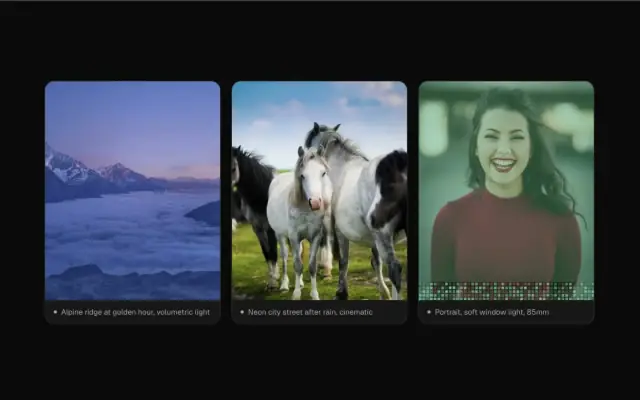 Alpine ridge at golden hour, volumetric light
Neon city street after rain, cinematic
Portrait, soft window light, 85mm